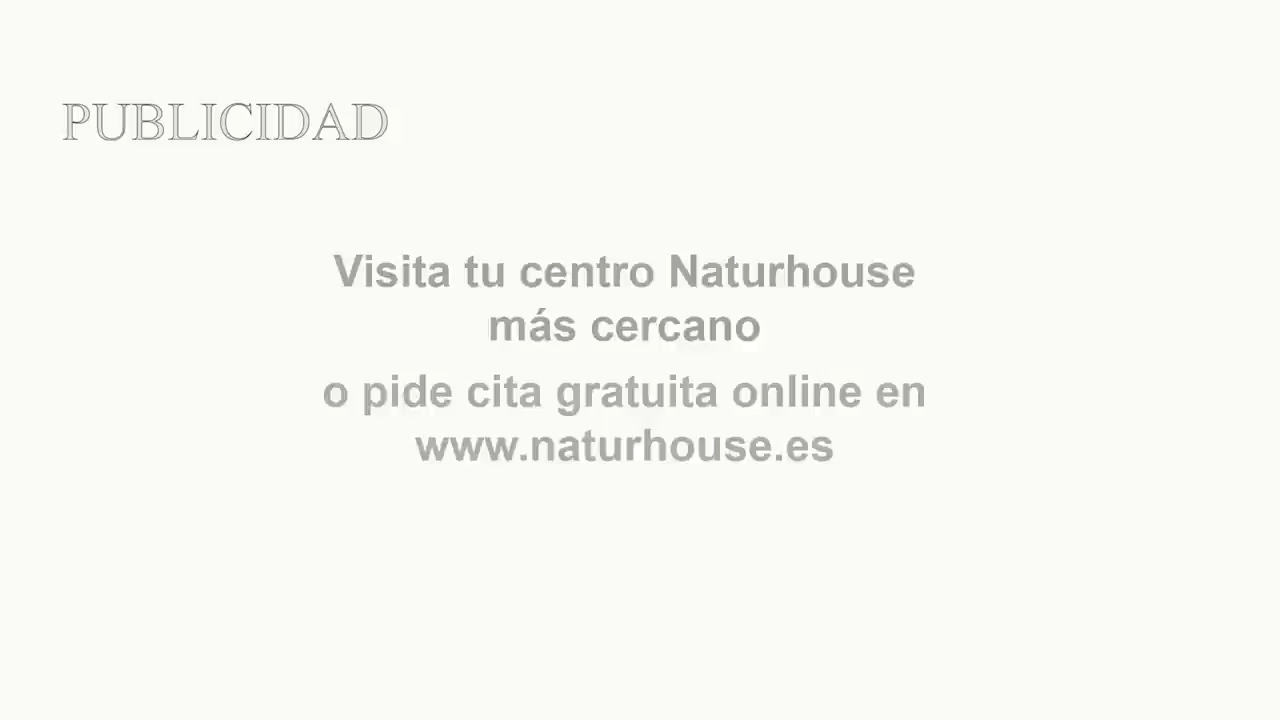 PUBLICIDAD
Visita tu centro Naturhouse
más cercano
o pide cita gratuita online en
www.naturhouse.es